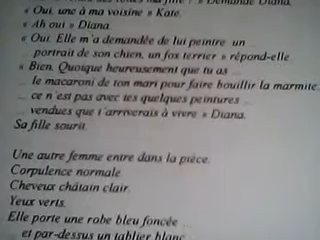 « Oui, une à ma voisine » Kate.
« Ah oui » Diana.
« Oui. Elle m'a demandée de lui peintre un ...
portrait de son chien, un fox terrier » répond-elle.
« Bien. Quoique heureusement que tu as ...
... le macaroni de ton mari pour faire bouillir la marmite.
... ce n'est pas avec tes quelques peintures ...
... vendues que t'arriverais à vivre » Diana.
Sa fille sourit.
Une autre femme entre dans la pièce.
Corpulence normale.
Cheveux châtain clair.
Yeux verts.
Elle porte une robe bleu foncée ...
... et par-dessus un tablier blanc